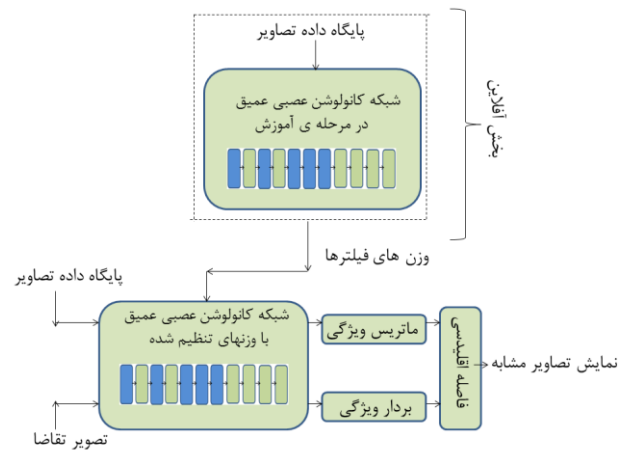 پایگاه داده تصاویر
شبکه کانولوشن عصبی عمیق
در مرحله ی آموزش
بخش آفلاین
وزن های فیلترها
پایگاه داده تصاویر
شبکه کانولوشن عصبی عمیق
با وزنهای تنظیم شده
ماتریس ویژگی
بردار ویژگی
فاصله اقلیدسی
نمایش تصاویر مشابه
تصویر تقاضا